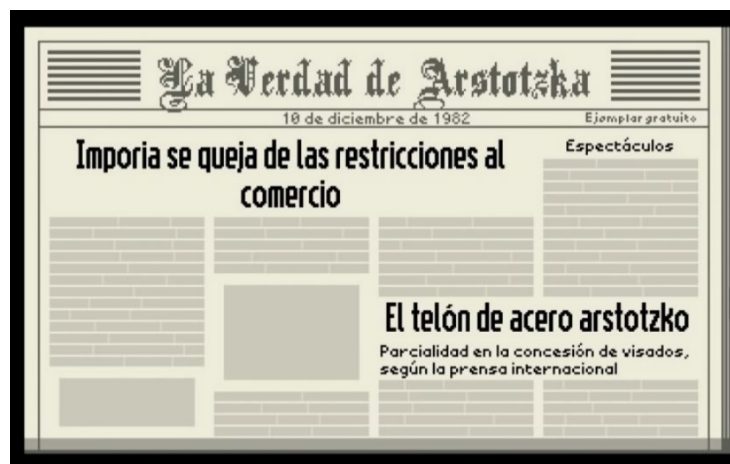 La Verdad de Arstotzka
10 de diciembre de 1982
Ejemplar gratuito
Imporia se queja de las restricciones al
comercio
Espectáculos
El telón de acero arstotzko
Parcialidad en la concesión de visados,
según la prensa internacional